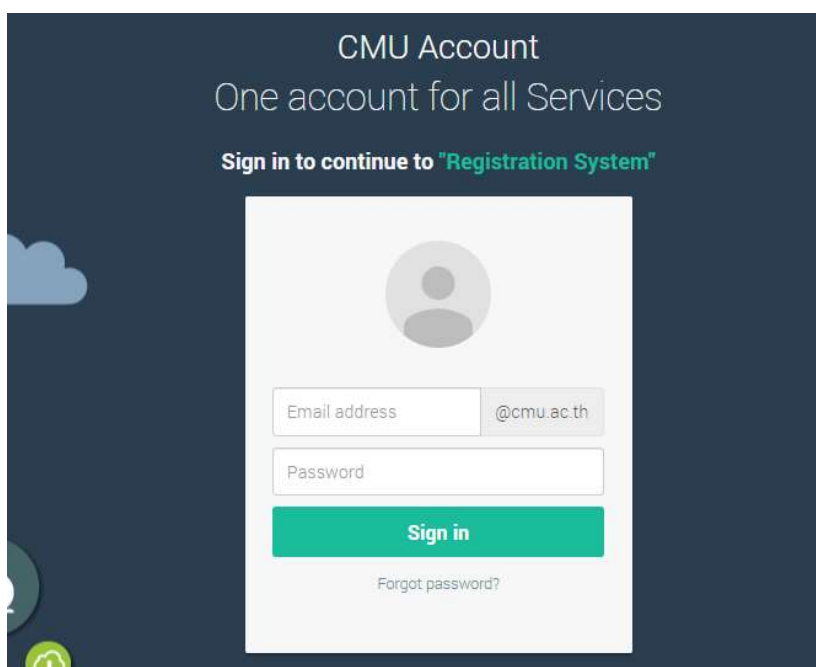 CMU Account
One account for all Services
Sign in to continue to "Registration System"
Email address @cmu.ac.th
Password
Sign in
Forgot password?